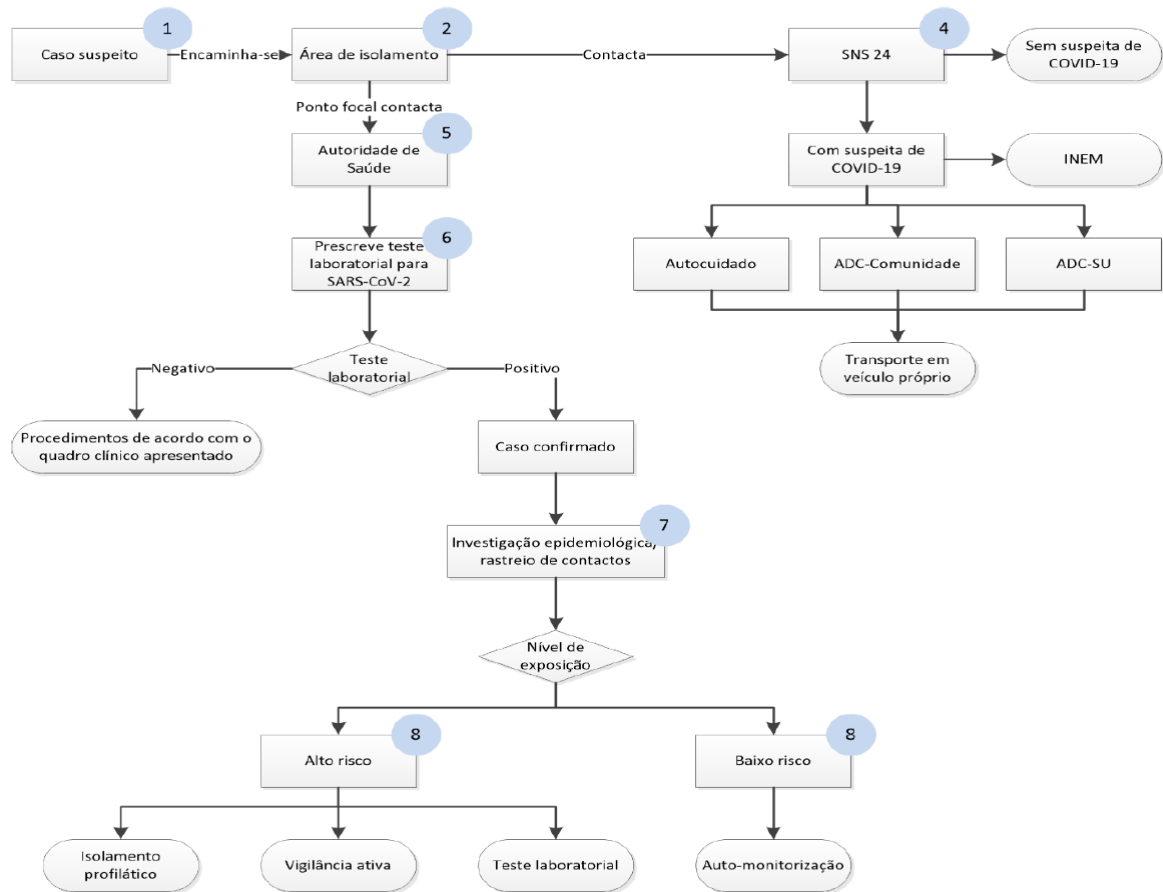 1
2
4
Caso suspeito
Encaminha-se
Área de isolamento
Contacta
SNS 24
Sem suspeita de
COVID-19
Ponto focal contacta
5
Autoridade de
Saúde
Com suspeita de
COVID-19
INEM
6
Prescreve teste
laboratorial para
SARS-CoV-2
Autocuidado
ADC-Comunidade
ADC-SU
Negativo
Teste
laboratorial
Positivo
Transporte em
veículo próprio
Procedimentos de acordo com o
quadro clínico apresentado
Caso confirmado
7
Investigação epidemiológica/
rastreio de contactos
Nível de
exposição
8
8
Alto risco
Baixo risco
Isolamento
profilático
Vigilância ativa
Teste laboratorial
Auto-monitorização